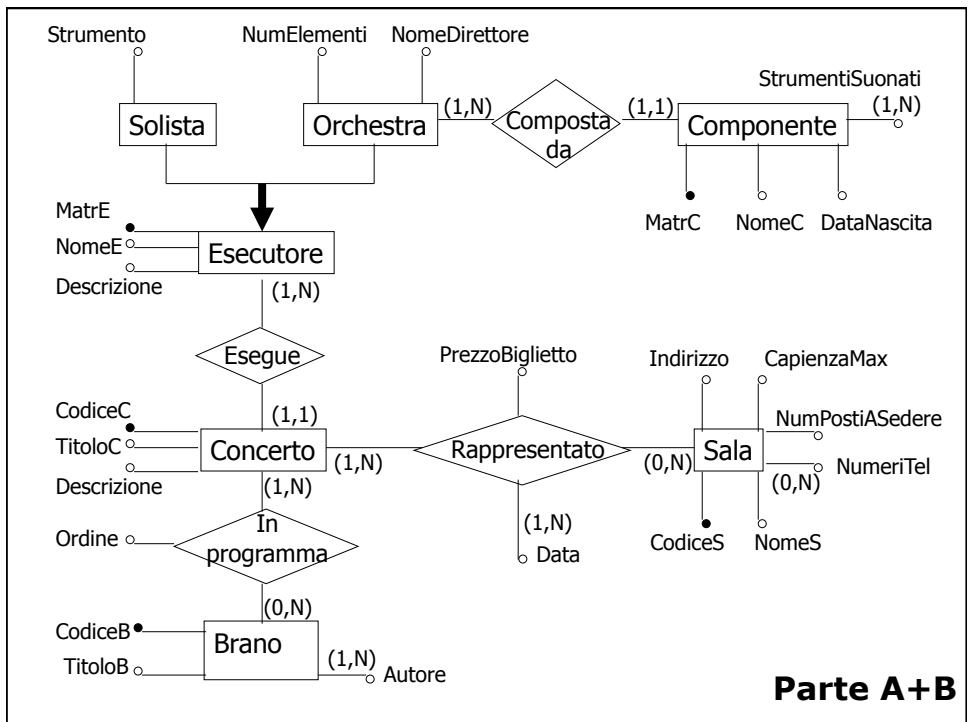 Strumento
NumElementi
NomeDirettore
StrumentiSuonati
(1,N)
Solista
Orchestra
(1,N)
Composta
da
(1,1)
Componente
MatrC
NomeC
DataNascita
MatrE
NomeE
Descrizione
Esecutore
(1,N)
Esegue
(1,1)
CodiceC
TitoloC
Descrizione
Concerto
(1,N)
(1,N)
PrezzoBiglietto
Rappresentato
(1,N)
Data
(0,N)
Indirizzo
CapienzaMax
NumPostiASedere
Sala
NumeriTel
(0,N)
CodiceS
NomeS
Ordine
In
programma
(0,N)
CodiceB
TitoloB
Brano
(1,N)
Autore
Parte A+B